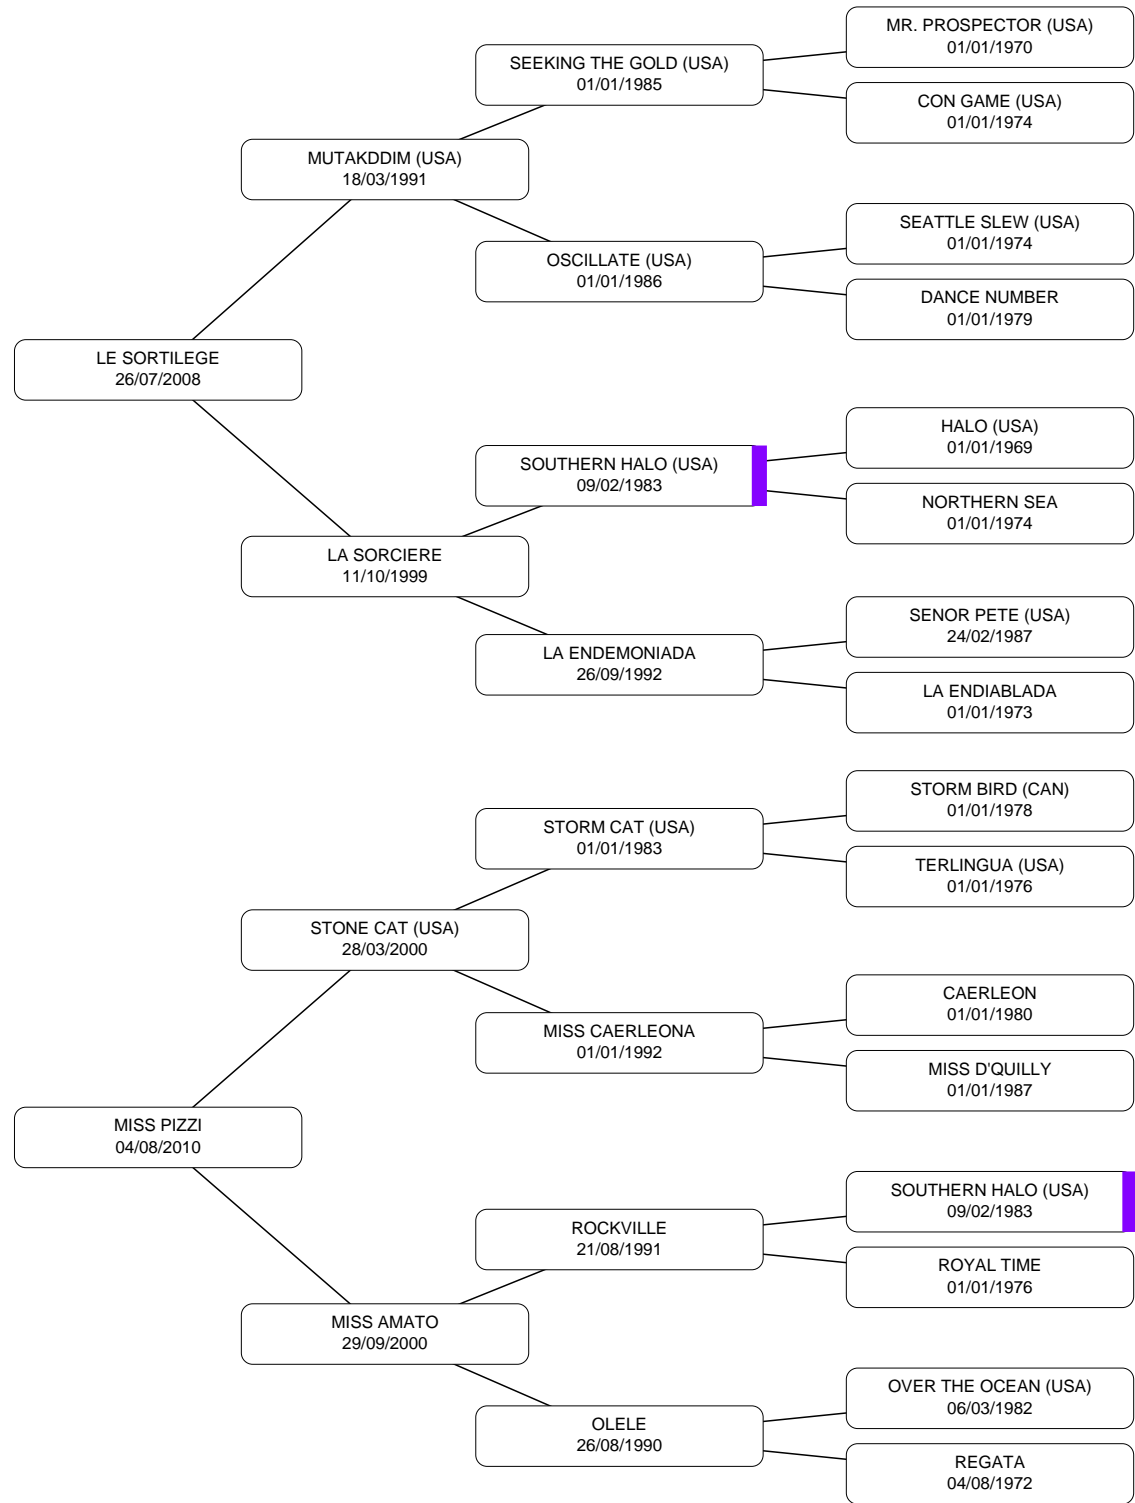 MR. PROSPECTOR (USA)
01/01/1970
SEEKING THE GOLD (USA)
01/01/1985
CON GAME (USA)
01/01/1974
MUTAKDDIM (USA)
18/03/1991
SEATTLE SLEW (USA)
01/01/1974
OSCILLATE (USA)
01/01/1986
DANCE NUMBER
01/01/1979
LE SORTILEGE
26/07/2008
HALO (USA)
01/01/1969
SOUTHERN HALO (USA)
09/02/1983
NORTHERN SEA
01/01/1974
LA SORCIERE
11/10/1999
SENOR PETE (USA)
24/02/1987
LA ENDEMONIADA
26/09/1992
LA ENDIABLADA
01/01/1973
STORM BIRD (CAN)
01/01/1978
STORM CAT (USA)
01/01/1983
TERLINGUA (USA)
01/01/1976
STONE CAT (USA)
28/03/2000
CAERLEON
01/01/1980
MISS CAERLEONA
01/01/1992
MISS D'QUILLY
01/01/1987
MISS PIZZI
04/08/2010
SOUTHERN HALO (USA)
09/02/1983
ROCKVILLE
21/08/1991
ROYAL TIME
01/01/1976
MISS AMATO
29/09/2000
OVER THE OCEAN (USA)
06/03/1982
OLELE
26/08/1990
REGATA
04/08/1972